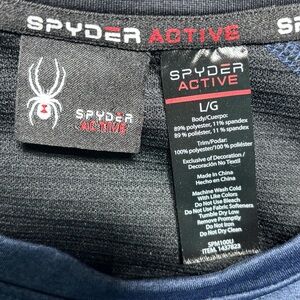 SPYDER ACTIVE
S
SPYDER
ACTIVE
SPYDER
ACTIVE
L/G
Body/Cuerpo:
89% polyester, 11% spandex
89% poliéster, 11 % spandex
Trim/Podar:
100% polyester/100% poliéster
Exclusive of Decoration /
Decoración No Textil
Made in China
Hecho en China
Machine Wash Cold
With Like Colors
Do Not Bleach
Do Not Use Fabric Softeners
Tumble Dry Low
Remove Promptly
Do Not Iron
Do Not Dry Clean
SPM100U
ITEM 1437823